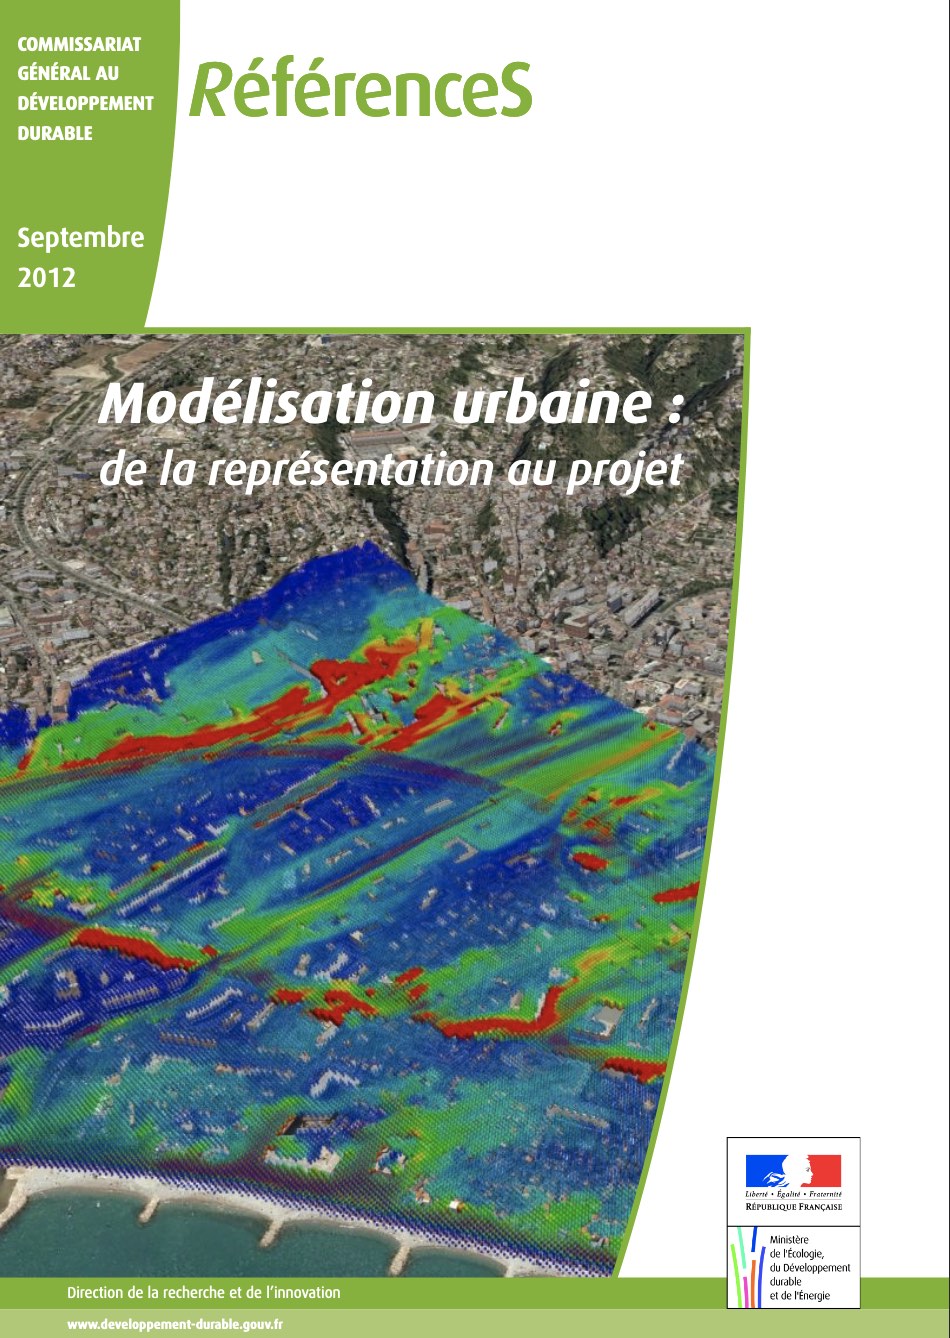 COMMISSARIAT
GÉNÉRAL AU
DÉVELOPPEMENT
DURABLE
RéférenceS
Septembre
2012
Modélisation urbaine :
de la représentation au projet
Liberté • Égalité • Fraternité
RÉPUBLIQUE FRANÇAISE
Ministère
de l'Écologie,
du Développement
durable
et de l'Énergie
Direction de la recherche et de l'innovation
www.developpement-durable.gouv.fr